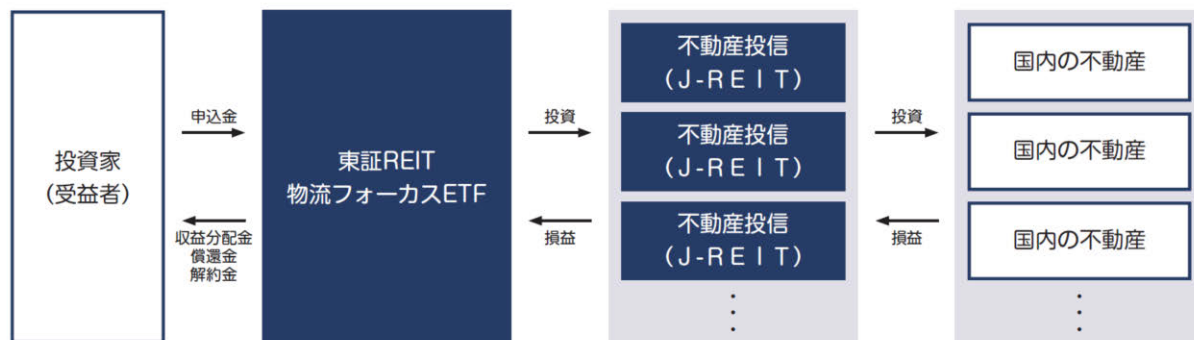 投資家
(受益者)
申込金
収益分配金
償還金
解約金
東証REIT
物流フォーカスETF
投資
損益
不動産投信
(J-REIT)
不動産投信
(J-REIT)
不動産投信
(J-REIT)
投資
損益
国内の不動産
国内の不動産
国内の不動産